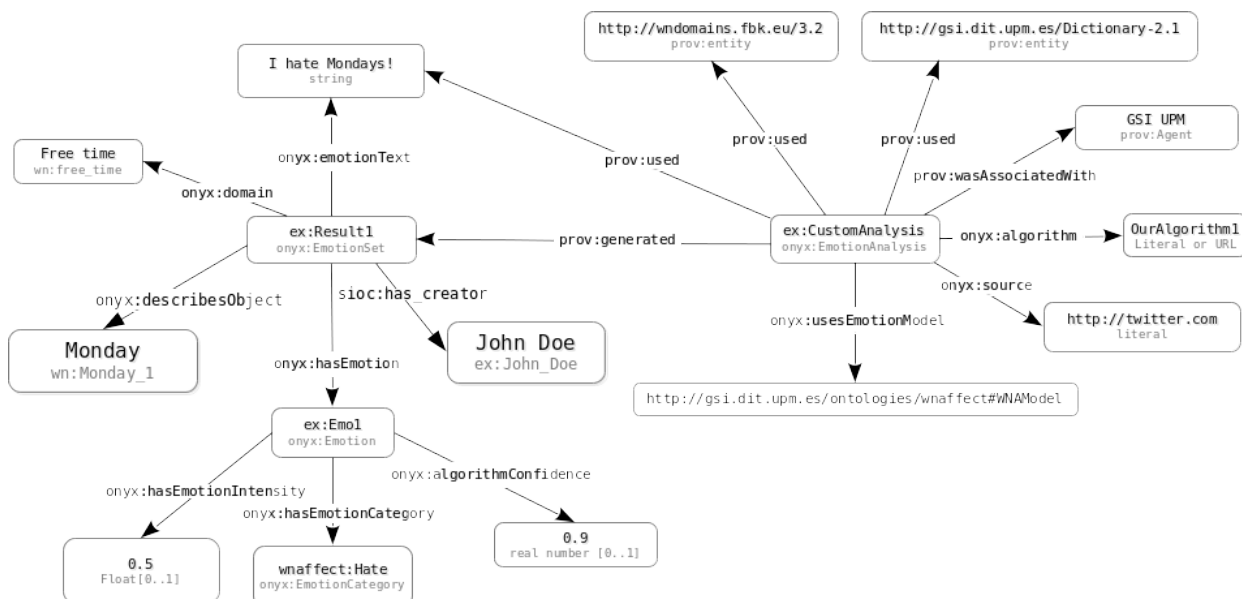 http://wndomains.fbk.eu/3.2
prov:entity
http://gsi.dit.upm.es/Dictionary-2.1
prov:entity
I hate Mondays!
string
GSI UPM
prov:Agent
prov:used
prov:used
Free time
wn:free_time
onyx:emotionText
prov:used
prov:wasAssociatedWith
onyx:domain
ex:Result1
onyx:EmotionSet
prov:generated
ex:CustomAnalysis
onyx:EmotionAnalysis
onyx:algorithm
OurAlgorithm1
Literal or URL
onyx:describesObject
sioc:has_creator
onyx:source
onyx:usesEmotionModel
http://twitter.com
literal
Monday
wn:Monday_1
John Doe
ex:John_Doe
onyx:hasEmotion
http://gsi.dit.upm.es/ontologies/wnaffect#WNAModel
ex:Emo1
onyx:Emotion
onyx:algorithmConfidence
onyx:hasEmotionIntensity
onyx:hasEmotionCategory
0.5
Float[0..1]
wnaffect:Hate
onyx:EmotionCategory
0.9
real number [0..1]